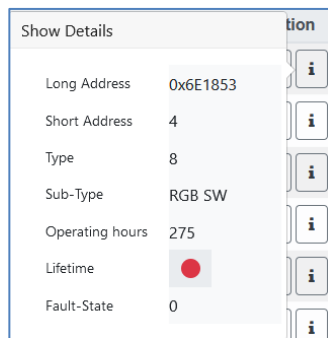 Show Details
tion
Long Address 0x6E1853
Short Address 4
Type 8
Sub-Type RGB SW
Operating hours 275
Lifetime
Fault-State 0
i
i
i
i
i
i